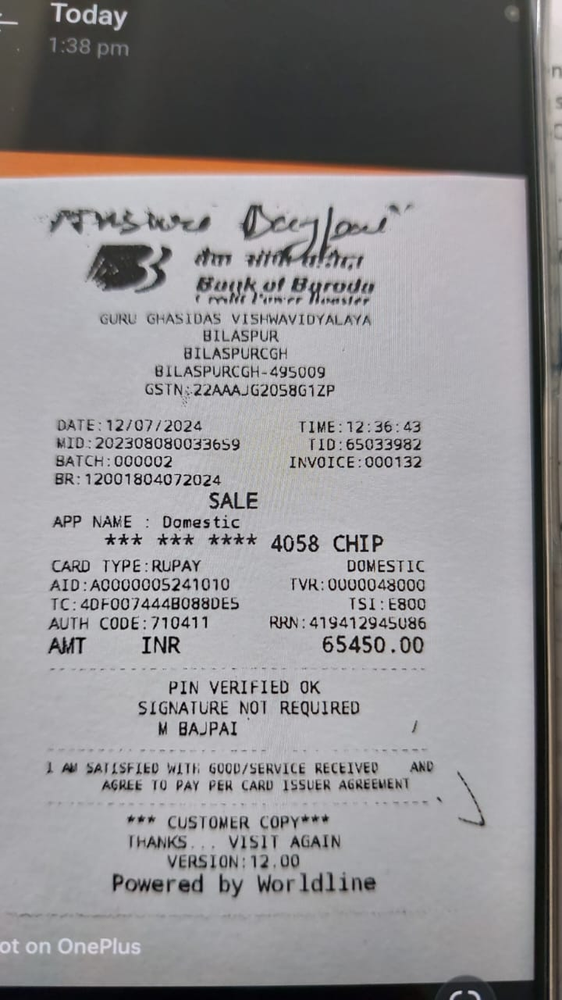 Today
1:38 pm
Bajpai
बैंक ऑफ़ बड़ौदा
Bank of Baroda
Credit Power Booster
GURU GHASIDAS VISHWAVIDYALAYA
BILASPUR
BILASPURCGH
BILASPURCGH-495009
GSTN:22AAAJG2058G1ZP
DATE:12/07/2024 TIME:12:36:43
MID:202308080033659 TID:65033982
BATCH:000002 INVOICE:000132
BR:12001804072024
SALE
APP NAME : Domestic
*** *** **** 4058 CHIP
CARD TYPE:RUPAY DOMESTIC
AID:A0000005241010 TVR:0000048000
TC:4DF007444B088DE5 TSI:E800
AUTH CODE:710411 RRN:419412945086
AMT INR 65450.00
PIN VERIFIED OK
SIGNATURE NOT REQUIRED
M BAJPAI
I AM SATISFIED WITH GOOD/SERVICE RECEIVED AND
AGREE TO PAY PER CARD ISSUER AGREEMENT
*** CUSTOMER COPY***
THANKS... VISIT AGAIN
VERSION:12.00
Powered by Worldline
ot on OnePlus